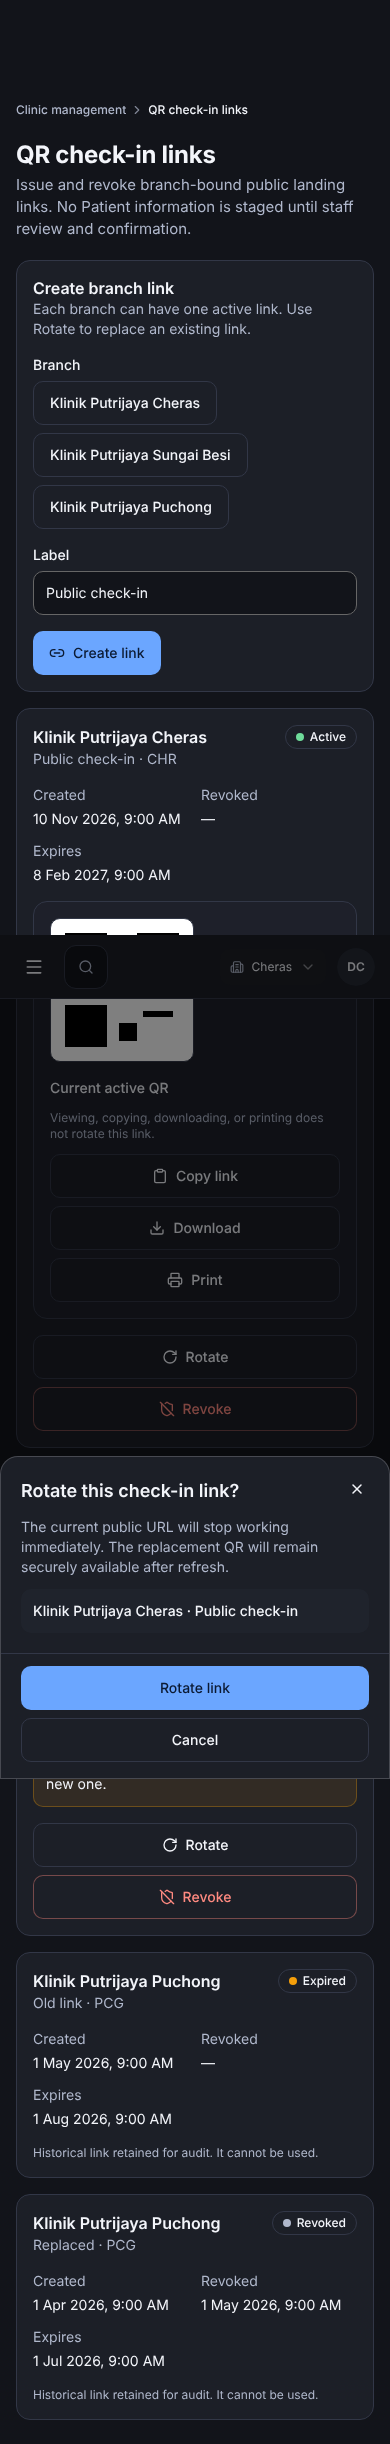 Clinic management > QR check-in links
QR check-in links
Issue and revoke branch-bound public landing
links. No Patient information is staged until staff
review and confirmation.
Create branch link
Each branch can have one active link. Use
Rotate to replace an existing link.
Branch
Klinik Putrijaya Cheras
Klinik Putrijaya Sungai Besi
Klinik Putrijaya Puchong
Label
Public check-in
Create link
Klinik Putrijaya Cheras
Active
Public check-in · CHR
Created
Revoked
10 Nov 2026, 9:00 AM
—
Expires
8 Feb 2027, 9:00 AM
Cheras
DC
Current active QR
Viewing, copying, downloading, or printing does
not rotate this link.
Copy link
Download
Print
Rotate
Revoke
Rotate this check-in link?
The current public URL will stop working
immediately. The replacement QR will remain
securely available after refresh.
Klinik Putrijaya Cheras · Public check-in
Rotate link
Cancel
new one.
Rotate
Revoke
Klinik Putrijaya Puchong
Expired
Old link · PCG
Created
Revoked
1 May 2026, 9:00 AM
—
Expires
1 Aug 2026, 9:00 AM
Historical link retained for audit. It cannot be used.
Klinik Putrijaya Puchong
Revoked
Replaced · PCG
Created
Revoked
1 Apr 2026, 9:00 AM
1 May 2026, 9:00 AM
Expires
1 Jul 2026, 9:00 AM
Historical link retained for audit. It cannot be used.